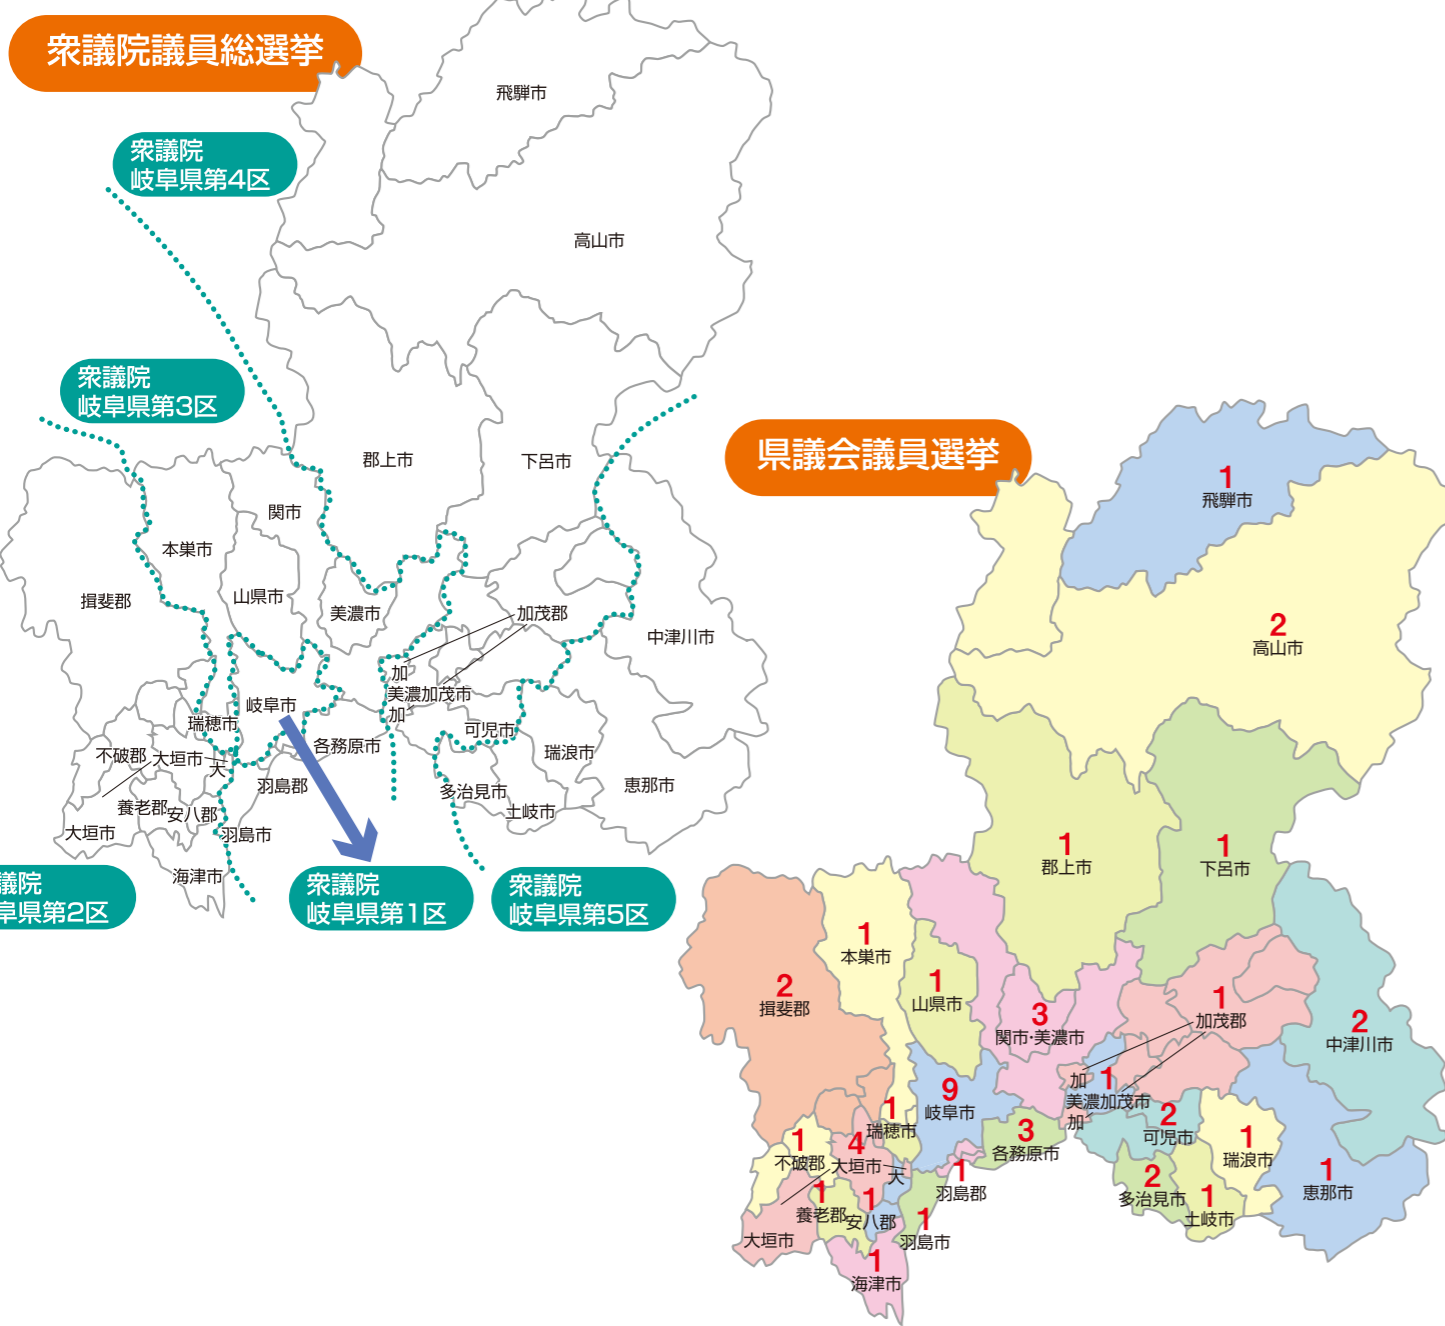 衆議院議員総選挙
衆議院
岐阜県第4区
衆議院
岐阜県第3区
飛騨市
高山市
郡上市
下呂市
関市
本巣市
山県市
揖斐郡
美濃市
加茂郡
中津川市
加
美濃加茂市
加
岐阜市
瑞穂市
可児市
各務原市
不破郡
大垣市
大
瑞浪市
羽島郡
恵那市
多治見市
養老郡
安八郡
土岐市
大垣市
羽島市
海津市
議院
阜県第2区
衆議院
岐阜県第1区
衆議院
岐阜県第5区
県議会議員選挙
1
飛騨市
2
高山市
1
郡上市
1
下呂市
1
本巣市
2
揖斐郡
1
山県市
3
関市・美濃市
1
加茂郡
2
中津川市
加
1
美濃加茂市
加
9
岐阜市
1
瑞穂市
2
可児市
3
各務原市
1
不破郡
4
大垣市
大
1
瑞浪市
1
羽島郡
1
恵那市
2
多治見市
1
養老郡
1
安八郡
1
土岐市
大垣市
1
羽島市
1
海津市